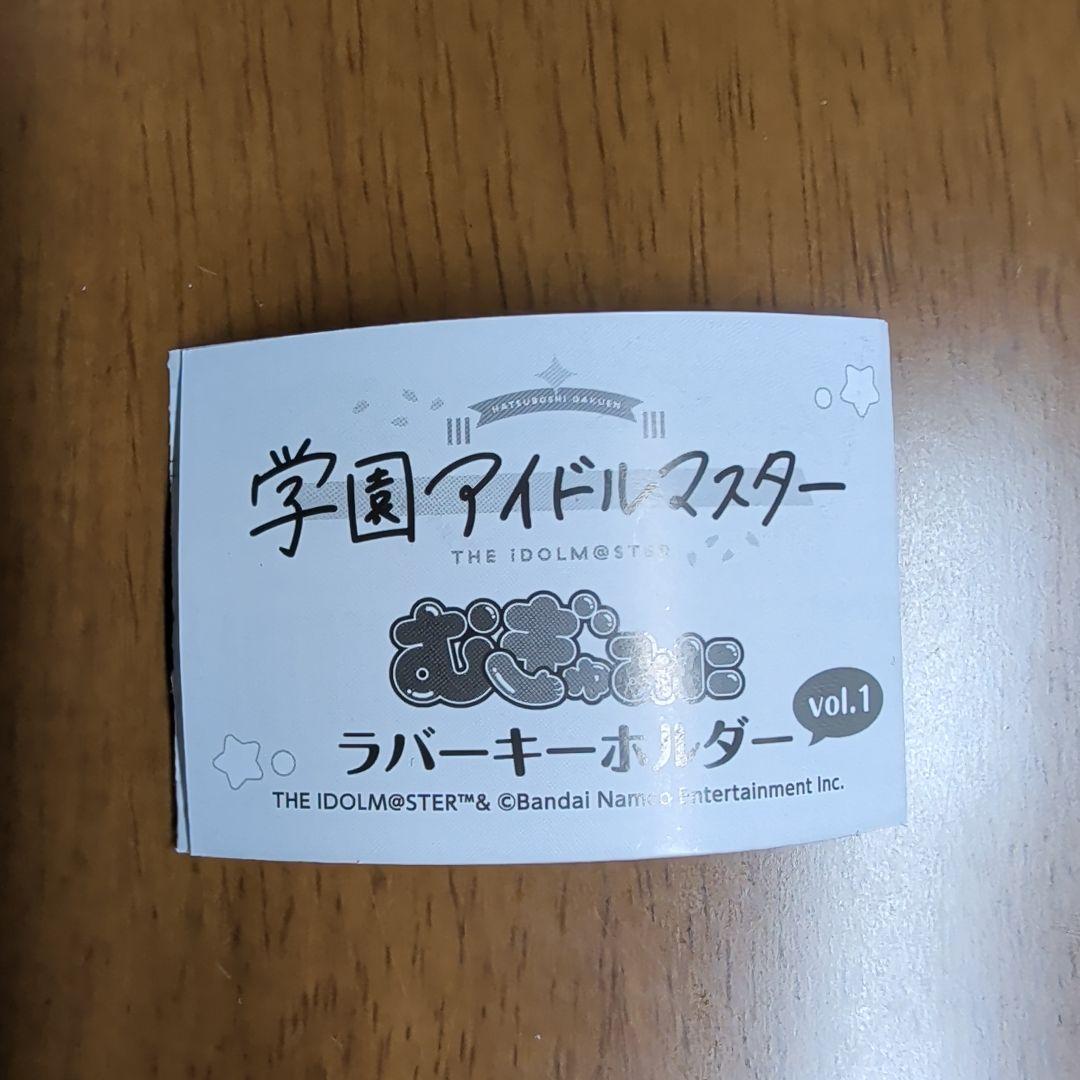 HATSUBOSHI GAKUEN
学園アイドルマスター
THE iDOLM@STER
むぎゅみに
ラバーキーホルダー
vol.1
THE IDOLM@STER™& ©Bandai Namco Entertainment Inc.